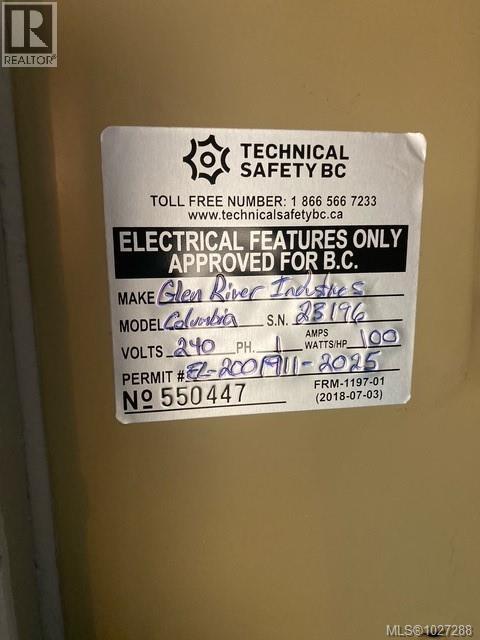 REALTOR®
TECHNICAL
SAFETY BC
TOLL FREE NUMBER: 1 866 566 7233
www.technicalsafetybc.ca
ELECTRICAL FEATURES ONLY
APPROVED FOR B.C.
MAKE Glen River Industries
MODEL Columbia S.N. 23196
VOLTS 240 PH. 1 AMPS WATTS/HP 100
PERMIT # EL-2001911-2025
No 550447 FRM-1197-01
(2018-07-03)
MLS®1027288